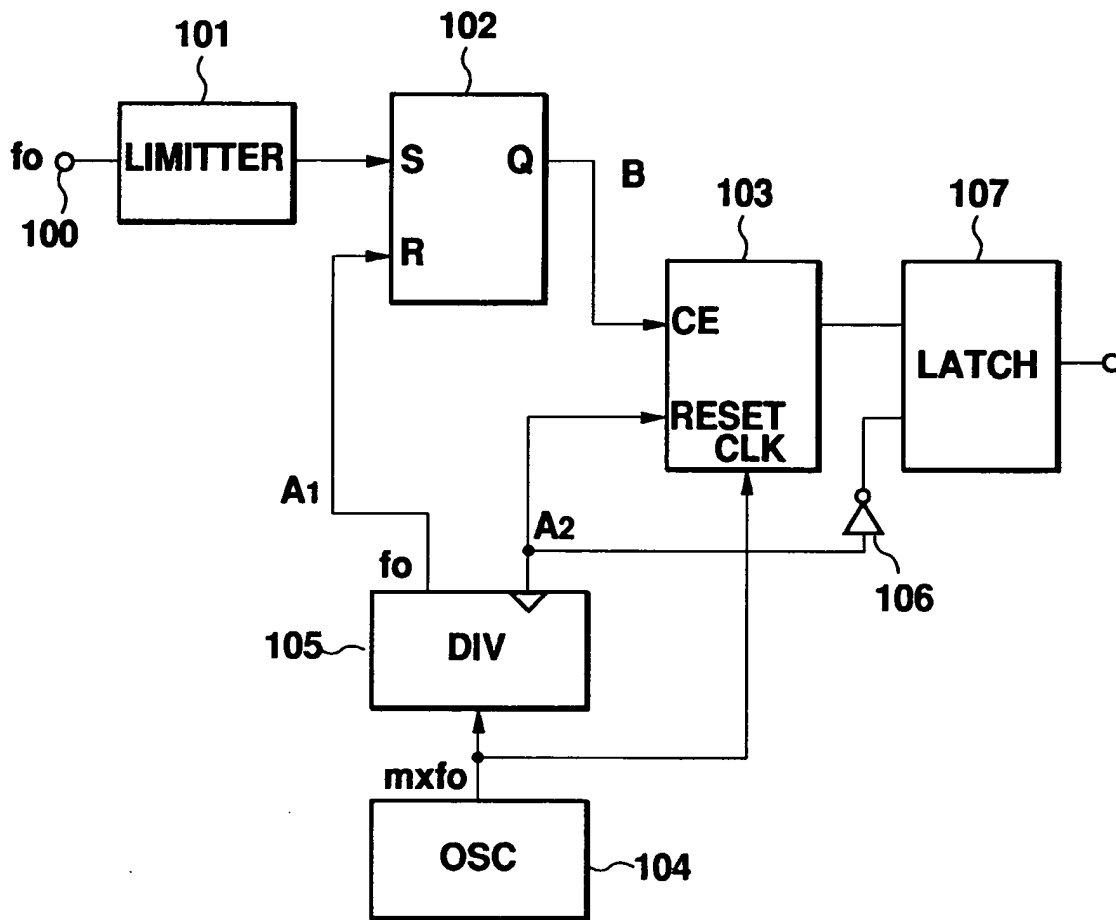 101
102
fo
LIMITTER
S
Q
B
100
103
107
R
CE
LATCH
RESET
CLK
A1
A2
fo
106
105
DIV
mxfo
OSC
104